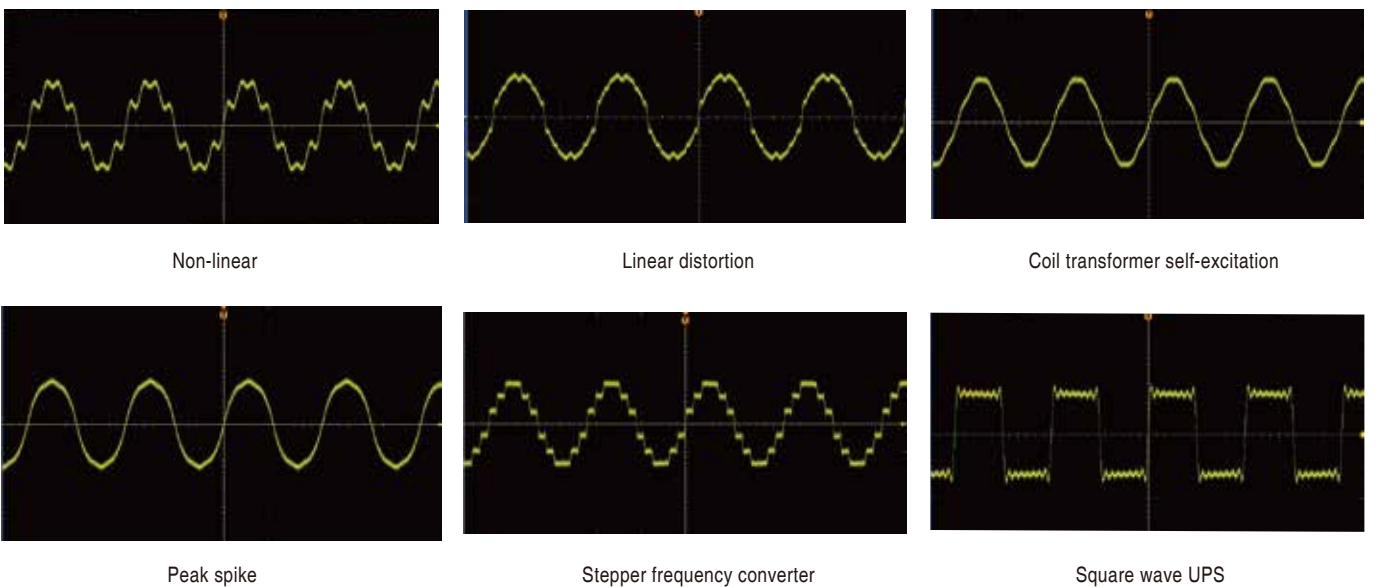 Non-linear
Linear distortion
Coil transformer self-excitation
Peak spike
Stepper frequency converter
Square wave UPS